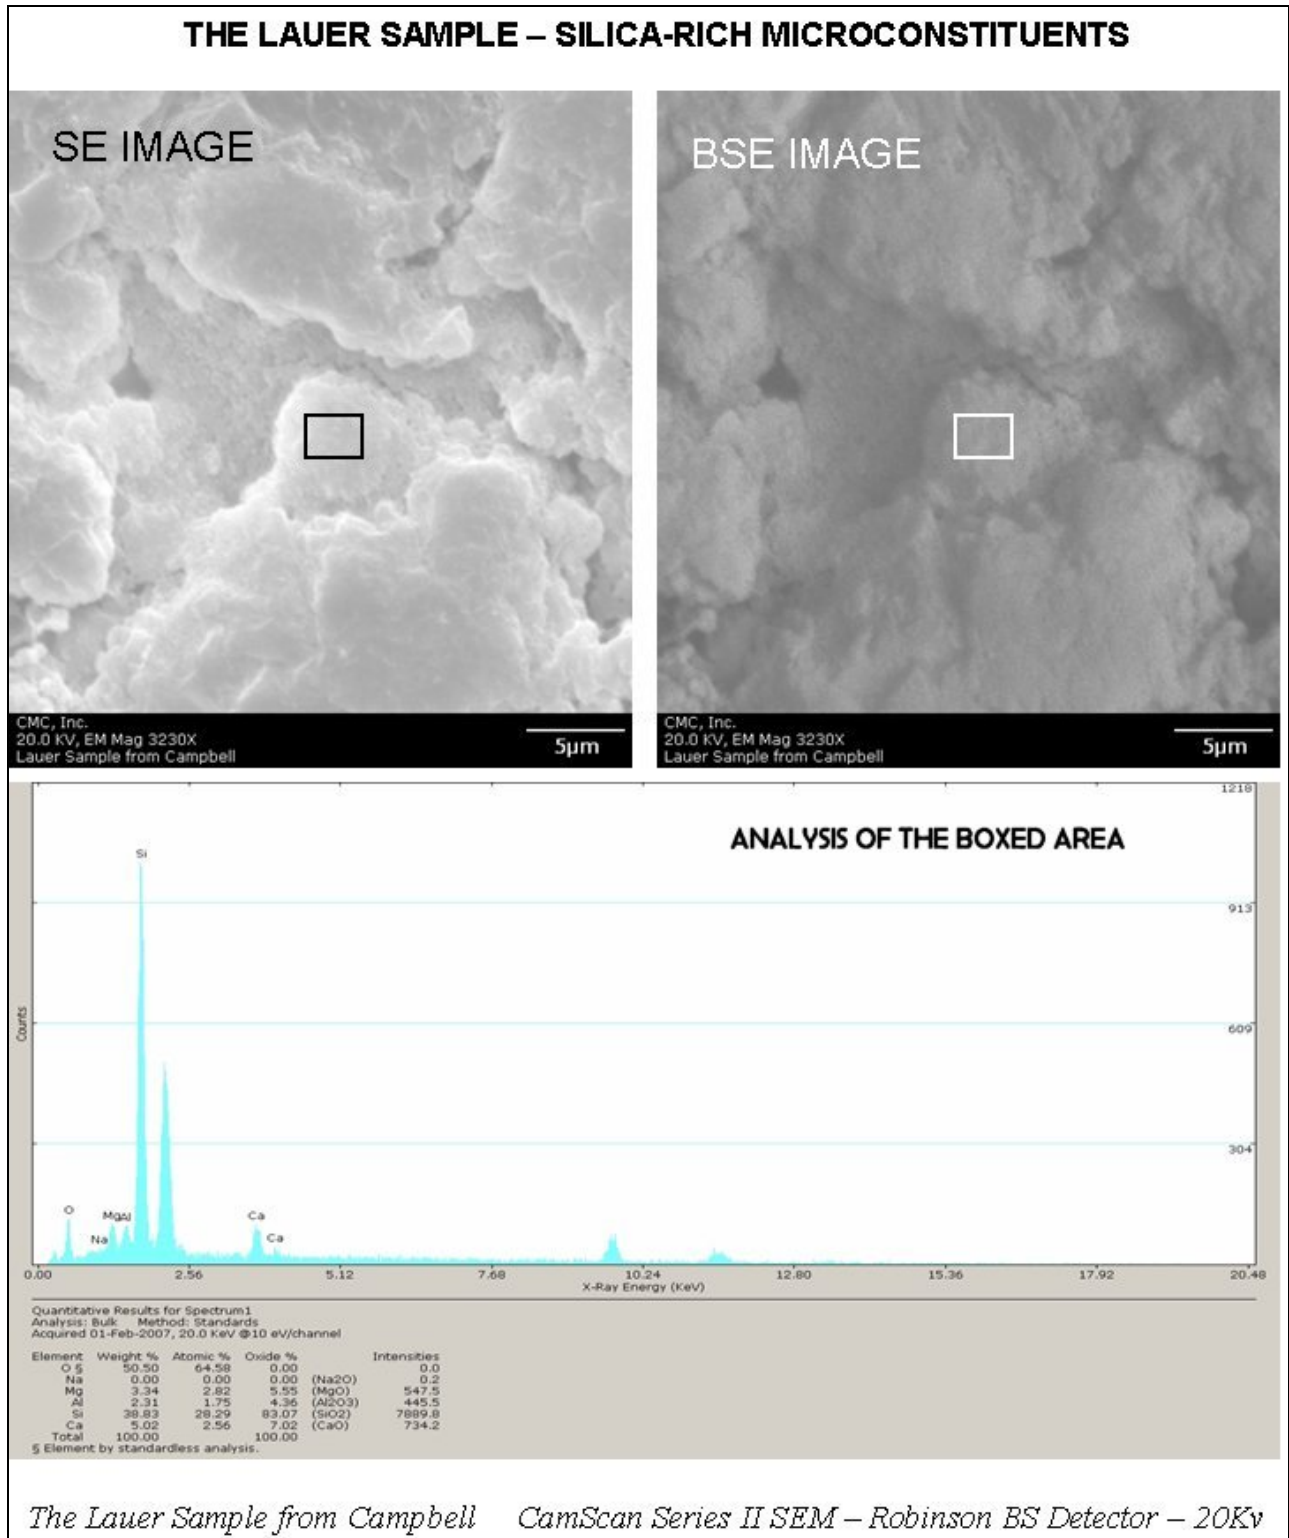 THE LAUER SAMPLE – SILICA-RICH MICROCONSTITUENTS
SE IMAGE
BSE IMAGE
CMC, Inc.
20.0 KV, EM Mag 3230X
Lauer Sample from Campbell
5µm
CMC, Inc.
20.0 KV, EM Mag 3230X
Lauer Sample from Campbell
5µm
1218
ANALYSIS OF THE BOXED AREA
Si
913
Counts
609
304
O
Na
Mg Al
Ca
Ca
0.00 2.56 5.12 7.68 10.24 12.80 15.36 17.92 20.48
X-Ray Energy (KeV)
Quantitative Results for Spectrum1
Analysis: Bulk Method: Standards
Acquired 01-Feb-2007, 20.0 KeV @10 eV/channel
Element Weight % Atomic % Oxide % Intensities
O § 50.50 64.58 0.00 0.0
Na 0.00 0.00 0.00 (Na2O) 0.2
Mg 3.34 2.82 5.55 (MgO) 547.5
Al 2.31 1.75 4.36 (Al2O3) 445.5
Si 38.83 28.29 83.07 (SiO2) 7889.8
Ca 5.02 2.56 7.02 (CaO) 734.2
Total 100.00 100.00
§ Element by standardless analysis.
The Lauer Sample from Campbell CamScan Series II SEM – Robinson BS Detector – 20Kv